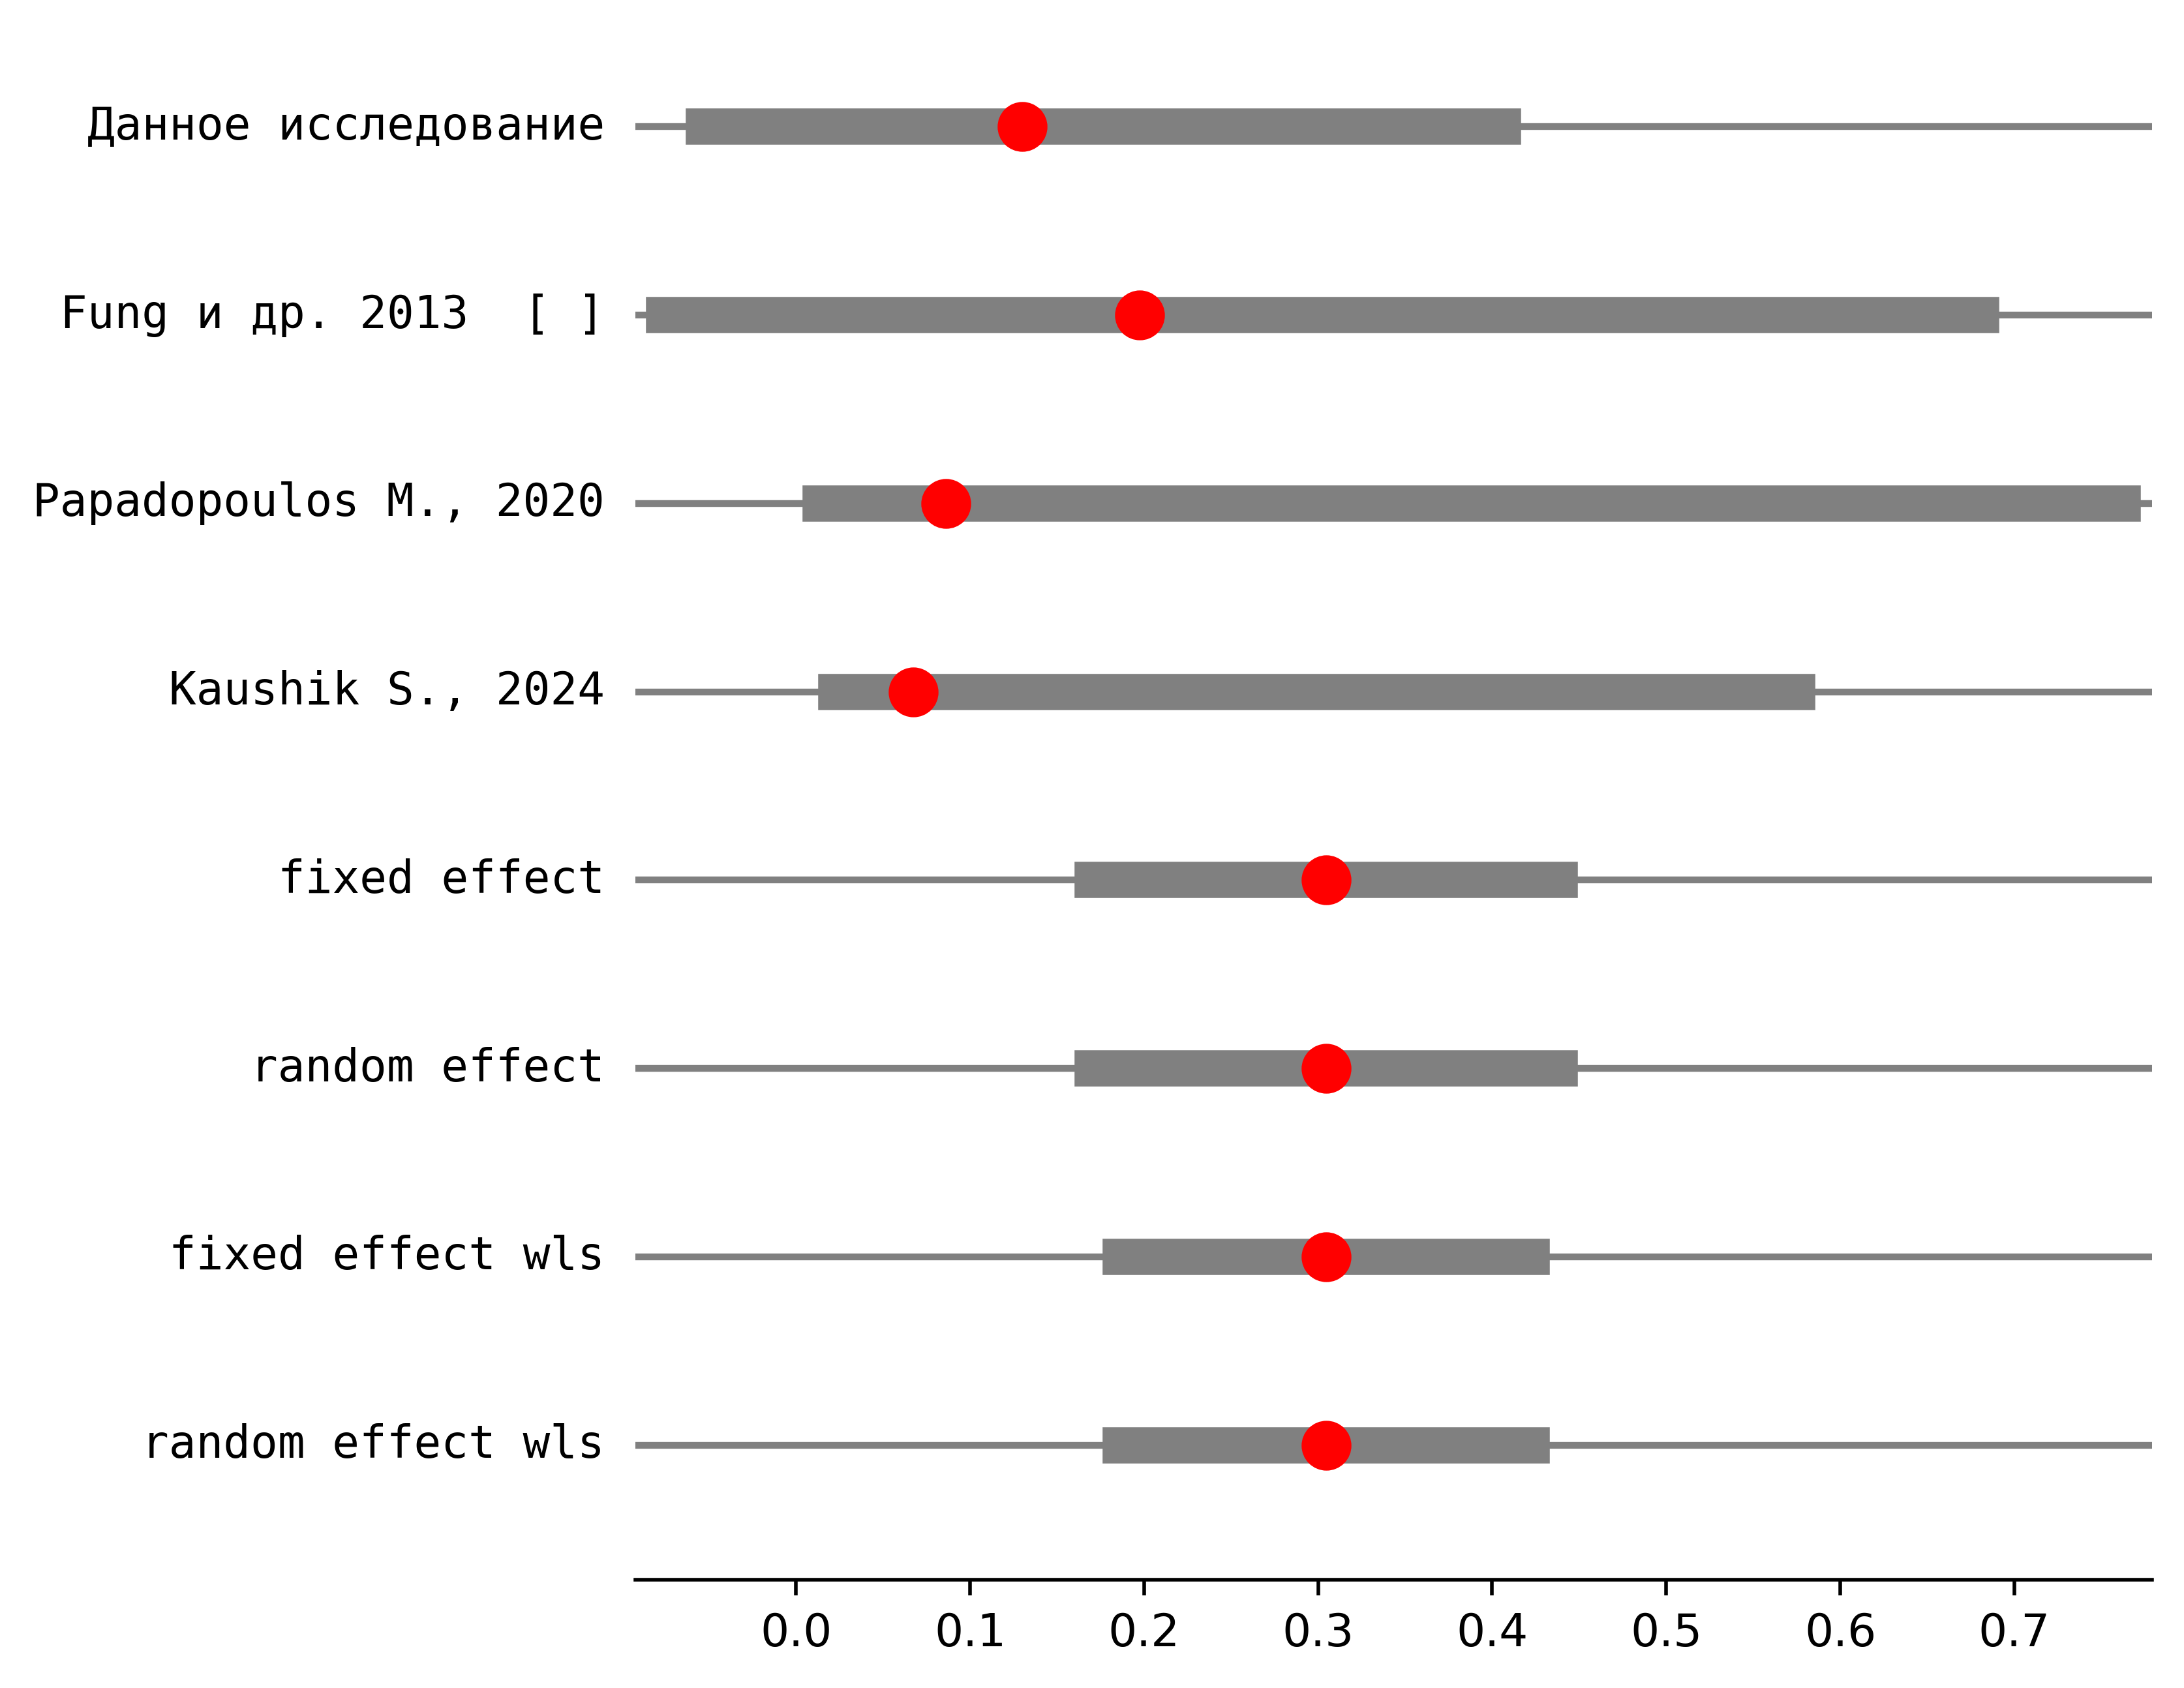 Данное исследование
Fung и др. 2013  [ ]
Papadopoulos M., 2020
Kaushik S., 2024
fixed effect
random effect
fixed effect wls
random effect wls
0.0 0.1 0.2 0.3 0.4 0.5 0.6 0.7